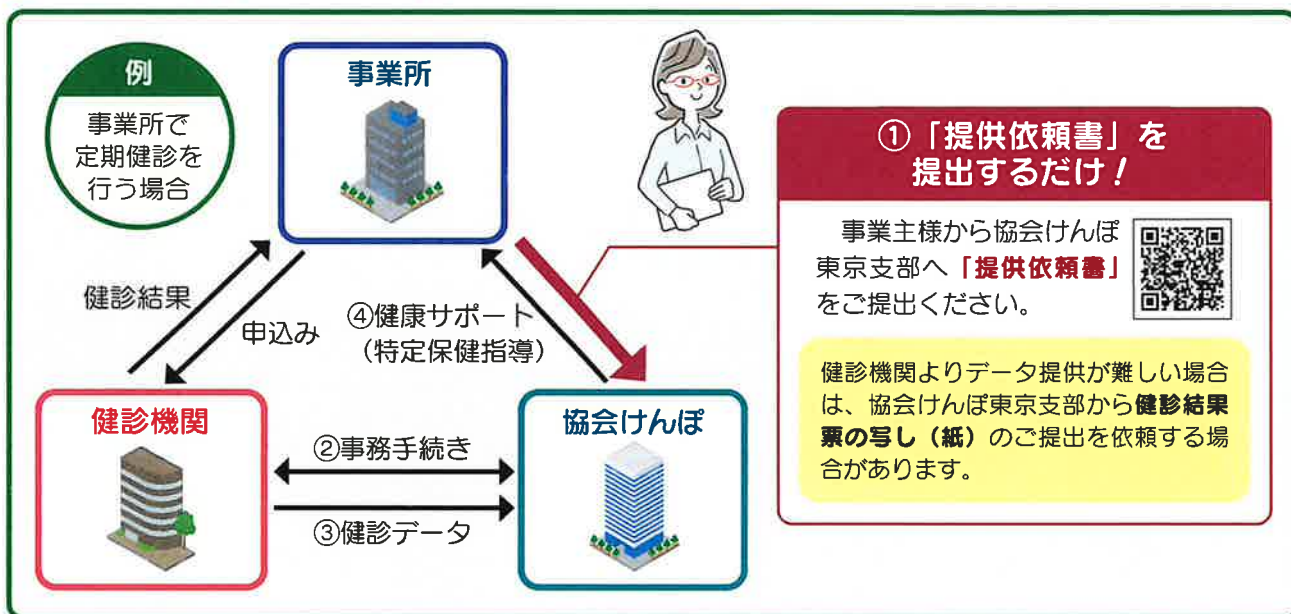 例
事業所で
定期健診を
行う場合
事業所
①「提供依頼書」を
提出するだけ！
事業主様から協会けんぽ
東京支部へ「提供依頼書」
をご提出ください。
健診結果
申込み
④健康サポート
（特定保健指導）
健診機関よりデータ提供が難しい場合
は、協会けんぽ東京支部から健診結果
票の写し（紙）のご提出を依頼する場
合があります。
健診機関
②事務手続き
③健診データ
協会けんぽ